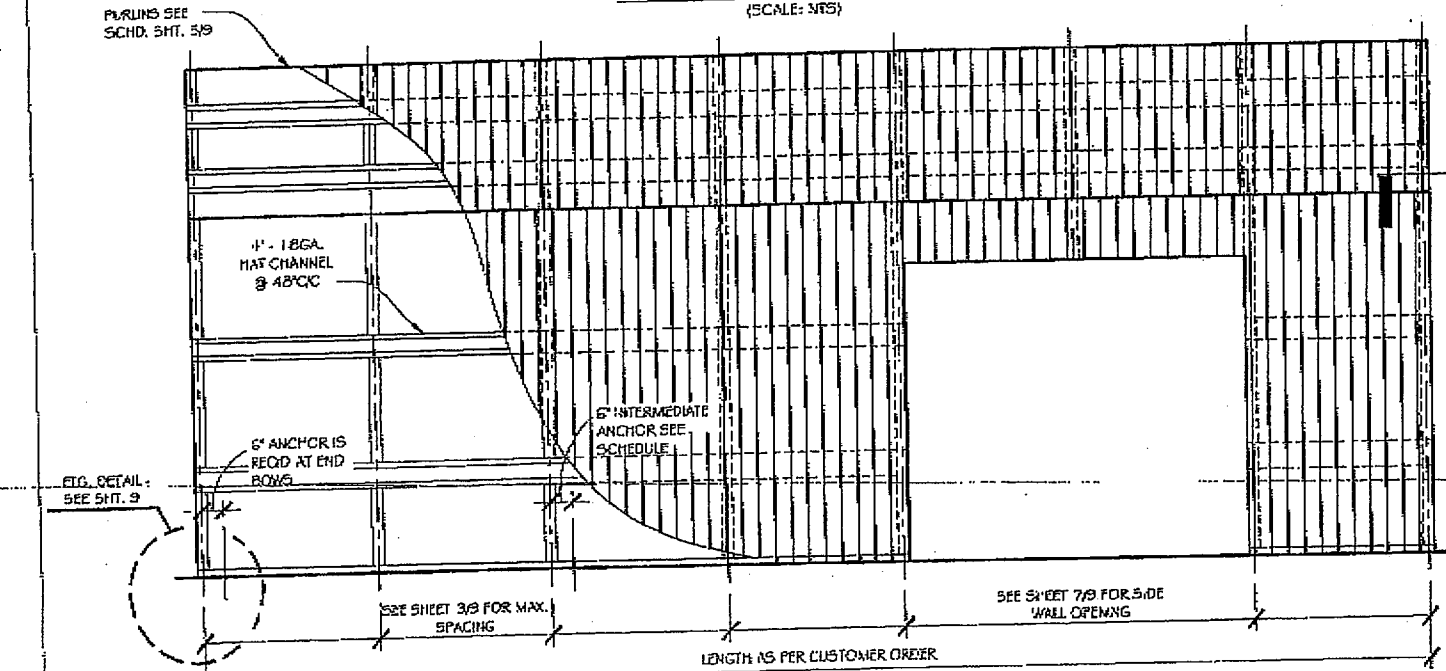 (SCALE: NTS)
PURLINS SEE
SCHD. SHT. 5/9
4" - 18GA.
HAT CHANNEL
@ 48"C/C
6" INTERMEDIATE
ANCHOR SEE
SCHEDULE
6" ANCHOR IS
REQ'D AT END
BOWS
FTG. DETAIL
SEE SHT. 9
SEE SHEET 3/9 FOR MAX.
SPACING
SEE SHEET 7/9 FOR SIDE
WALL OPENING
LENGTH AS PER CUSTOMER ORDER